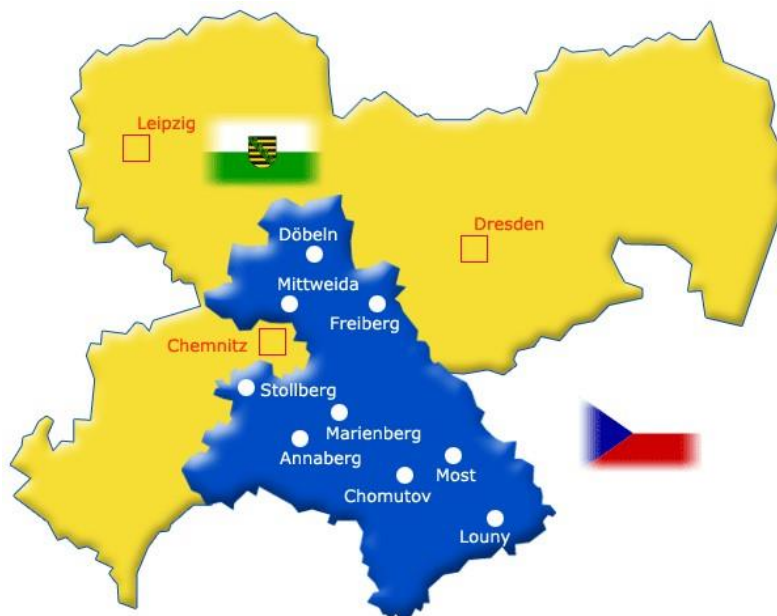 Leipzig
Dresden
Döbeln
Mittweida
Freiberg
Chemnitz
Stollberg
Marienberg
Annaberg
Most
Chomutov
Louny